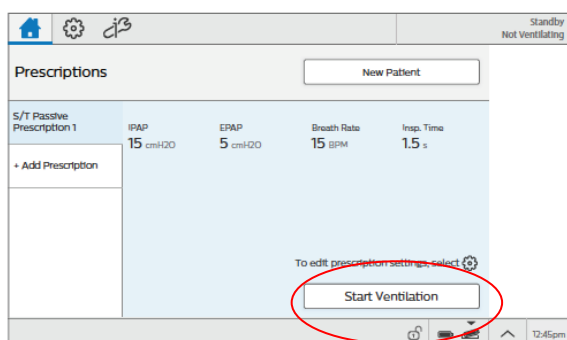 Standby
Not Ventilating
Prescriptions
New Patient
S/T Passive
Prescription 1
+ Add Prescription
IPAP
15 cmH2O
EPAP
5 cmH2O
Breath Rate
15 BPM
Insp. Time
1.5 s
To edit prescription settings, select
Start Ventilation
12:45pm